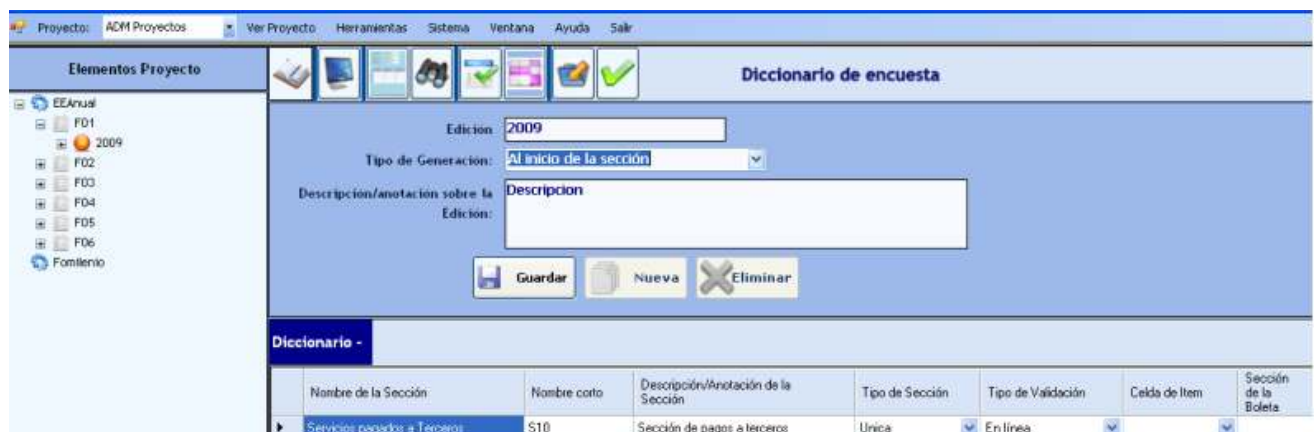 Proyecto: ADM Proyectos Ver Proyecto Herramientas Sistema Ventana Ayuda Salir
Elementos Proyecto
Diccionario de encuesta
EEAnual
F01
2009
F02
F03
F04
F05
F06
Fomilenio
Edición 2009
Tipo de Generación: Al inicio de la sección
Descripción/anotación sobre la Edición: Descripcion
Guardar Nueva Eliminar
Diccionario -
Nombre de la Sección Nombre corto Descripción/Anotación de la Sección Tipo de Sección Tipo de Validación Celda de Item Sección de la Boleta
Servicios pagados a Terceros S10 Sección de pagos a terceros Unica En línea